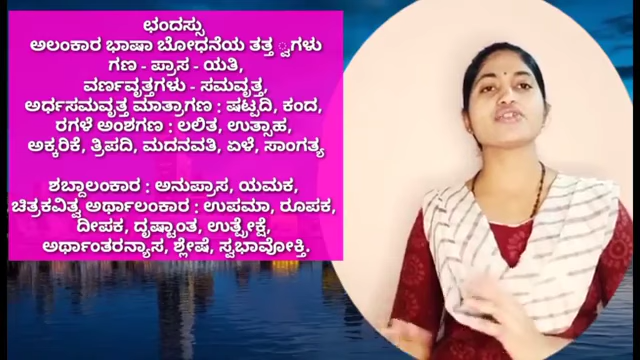 ಛಂದಸ್ಸು
ಅಲಂಕಾರ ಭಾಷಾ ಬೋಧನೆಯ ತತ್ತ ್ವಗಳು
ಗಣ - ಪ್ರಾಸ - ಯತಿ,
ವರ್ಣವೃತ್ತಗಳು - ಸಮವೃತ್ತ,
ಅರ್ಧಸಮವೃತ್ತ ಮಾತ್ರಾಗಣ : ಷಟ್ಪದಿ, ಕಂದ,
ರಗಳೆ ಅಂಶಗಣ : ಲಲಿತ, ಉತ್ಸಾಹ,
ಅಕ್ಕರಿಕೆ, ತ್ರಿಪದಿ, ಮದನವತಿ, ಏಳೆ, ಸಾಂಗತ್ಯ
ಶಬ್ದಾಲಂಕಾರ : ಅನುಪ್ರಾಸ, ಯಮಕ,
ಚಿತ್ರಕವಿತ್ವ ಅರ್ಥಾಲಂಕಾರ : ಉಪಮಾ, ರೂಪಕ,
ದೀಪಕ, ದೃಷ್ಟಾಂತ, ಉತ್ಪ್ರೇಕ್ಷೆ,
ಅರ್ಥಾಂತರನ್ಯಾಸ, ಶ್ಲೇಷೆ, ಸ್ವಭಾವೋಕ್ತಿ.